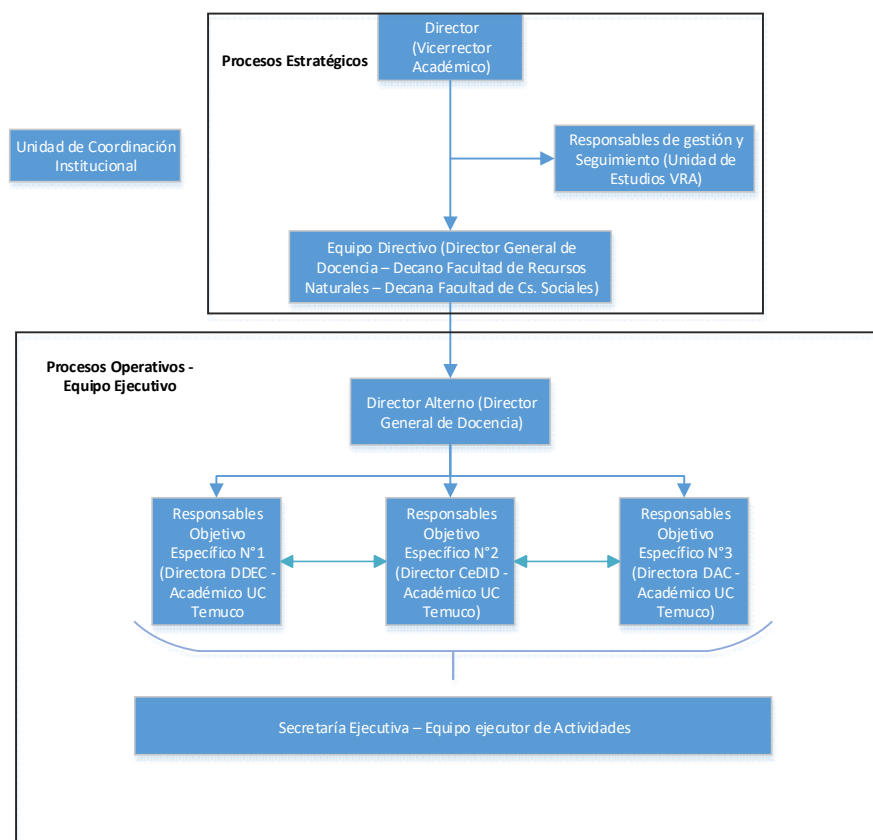 Director
(Vicerrector
Académico)
Procesos Estratégicos
Unidad de Coordinación
Institucional
Responsables de gestión y
Seguimiento (Unidad de
Estudios VRA)
Equipo Directivo (Director General de
Docencia – Decano Facultad de Recursos
Naturales – Decana Facultad de Cs. Sociales)
Procesos Operativos -
Equipo Ejecutivo
Director Alterno (Director
General de Docencia)
Responsables
Objetivo
Específico N°1
(Directora DDEC -
Académico UC
Temuco
Responsables
Objetivo
Específico N°2
(Director CeDID -
Académico UC
Temuco)
Responsables
Objetivo
Específico N°3
(Directora DAC -
Académico UC
Temuco)
Secretaría Ejecutiva – Equipo ejecutor de Actividades